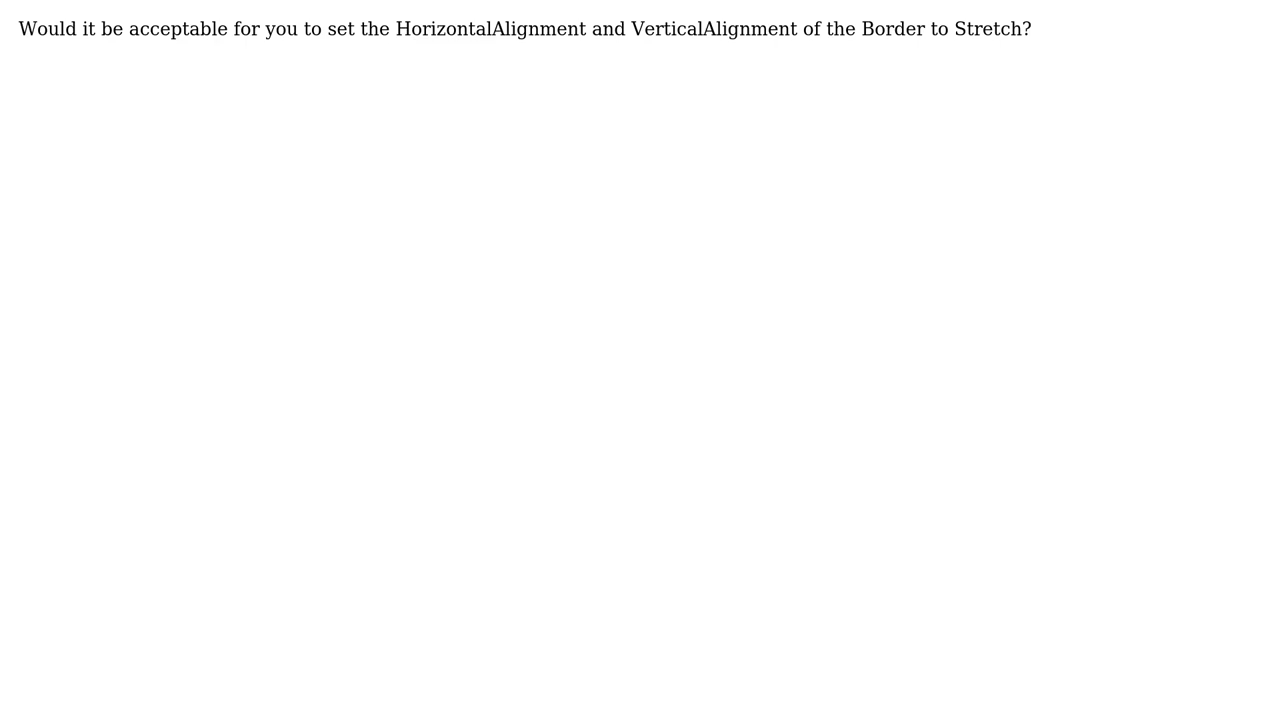 Would it be acceptable for you to set the HorizontalAlignment and VerticalAlignment of the Border to Stretch?